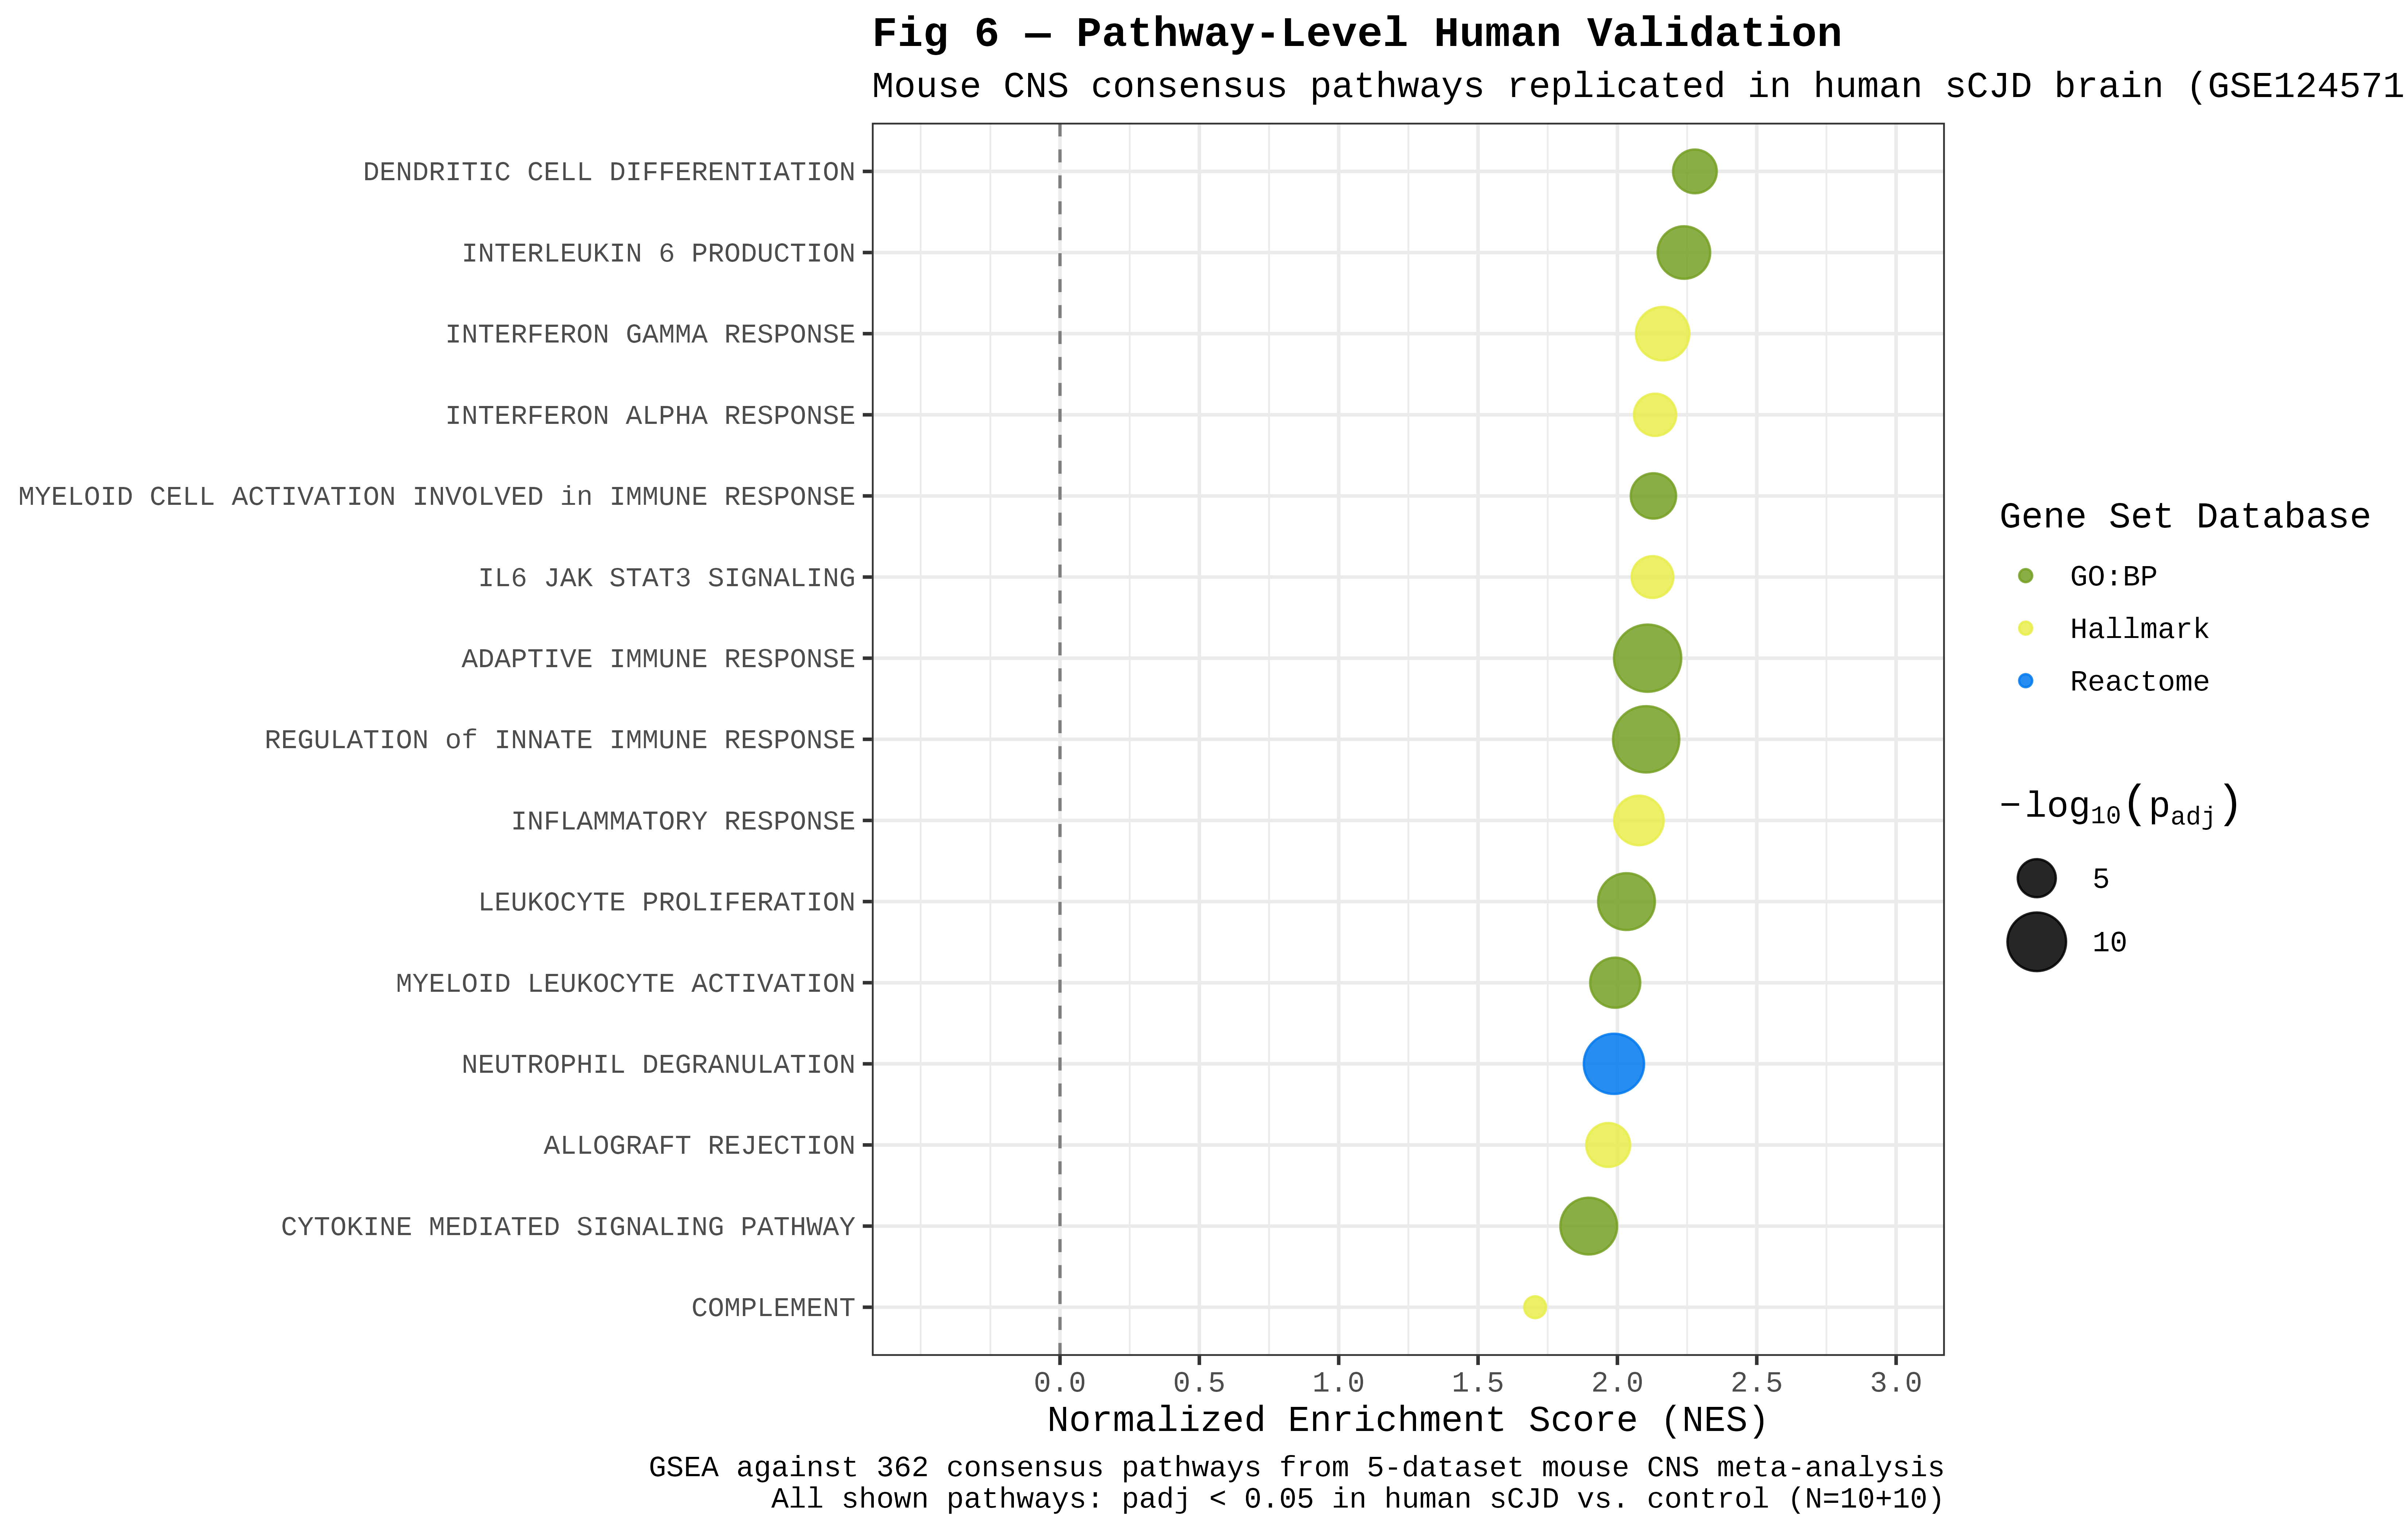 Fig 6 — Pathway-Level Human Validation
Mouse CNS consensus pathways replicated in human sCJD brain (GSE124571
DENDRITIC CELL DIFFERENTIATION
INTERLEUKIN 6 PRODUCTION
INTERFERON GAMMA RESPONSE
INTERFERON ALPHA RESPONSE
MYELOID CELL ACTIVATION INVOLVED in IMMUNE RESPONSE
IL6 JAK STAT3 SIGNALING
ADAPTIVE IMMUNE RESPONSE
REGULATION of INNATE IMMUNE RESPONSE
INFLAMMATORY RESPONSE
LEUKOCYTE PROLIFERATION
MYELOID LEUKOCYTE ACTIVATION
NEUTROPHIL DEGRANULATION
ALLOGRAFT REJECTION
CYTOKINE MEDIATED SIGNALING PATHWAY
COMPLEMENT
0.0 0.5 1.0 1.5 2.0 2.5 3.0
Normalized Enrichment Score (NES)
GSEA against 362 consensus pathways from 5-dataset mouse CNS meta-analysis
All shown pathways: padj < 0.05 in human sCJD vs. control (N=10+10)
Gene Set Database
GO:BP
Hallmark
Reactome
−log10(padj)
5
10